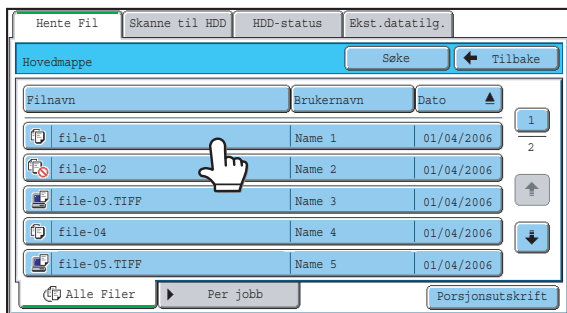 Hente Fil Skanne til HDD HDD-status Ekst.datatilg.
Hovedmappe Søke Tilbake
Filnavn Brukernavn Dato
file-01 Name 1 01/04/2006
file-02 Name 2 01/04/2006
file-03.TIFF Name 3 01/04/2006
file-04 Name 4 01/04/2006
file-05.TIFF Name 5 01/04/2006
1
2
Alle Filer Per jobb Porsjonsutskrift